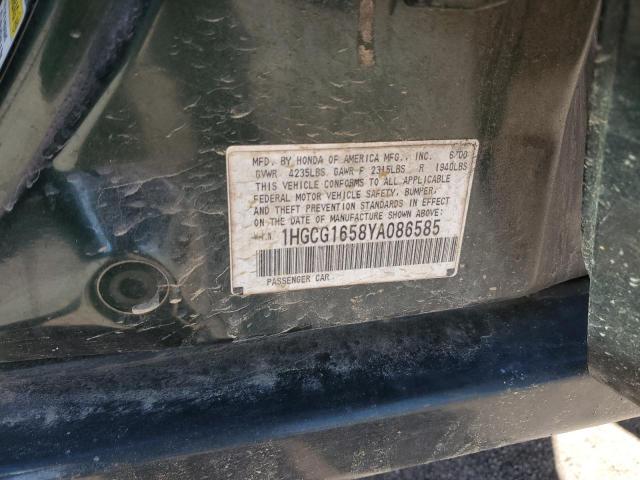 MFD. BY HONDA OF AMERICA MFG., INC. 6/00
GVWR 4235LBS GAWR F 2315LBS R 1940LBS
THIS VEHICLE CONFORMS TO ALL APPLICABLE
FEDERAL MOTOR VEHICLE SAFETY, BUMPER,
AND THEFT PREVENTION STANDARDS IN EFFECT
ON THE DATE OF MANUFACTURE SHOWN ABOVE.
V.I.N 1HGCG1658YA086585
PASSENGER CAR